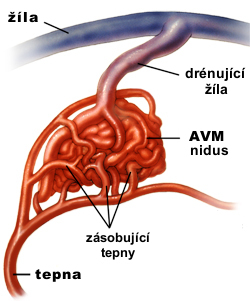 žíla
drénující
žíla
AVM
nidus
zásobující
tepny
tepna